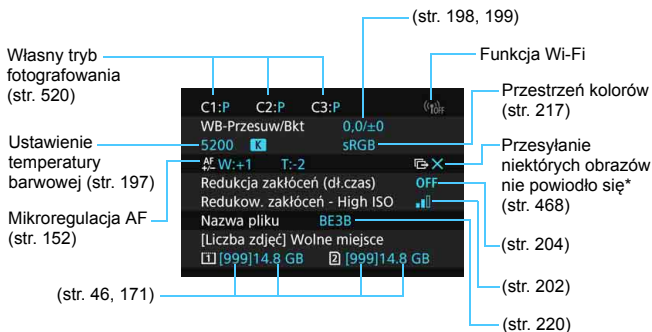 (str. 198, 199)
Własny tryb
fotografowania
(str. 520)
Funkcja Wi-Fi
Przestrzeń kolorów
(str. 217)
Ustawienie
temperatury
barwowej (str. 197)
Przesyłanie
niektórych obrazów
nie powiodło się*
(str. 468)
Mikroregulacja AF
(str. 152)
C1:P C2:P C3:P OFF
WB-Przesuw/Bkt 0,0/±0
5200 K sRGB
AF +/- W:+1 T:-2
Redukcja zakłóceń (dł.czas) OFF
Redukow. zakłóceń - High ISO
Nazwa pliku BE3B
[Liczba zdjęć] Wolne miejsce
1 [999]14.8 GB 2 [999]14.8 GB
(str. 204)
(str. 202)
(str. 46, 171)
(str. 220)